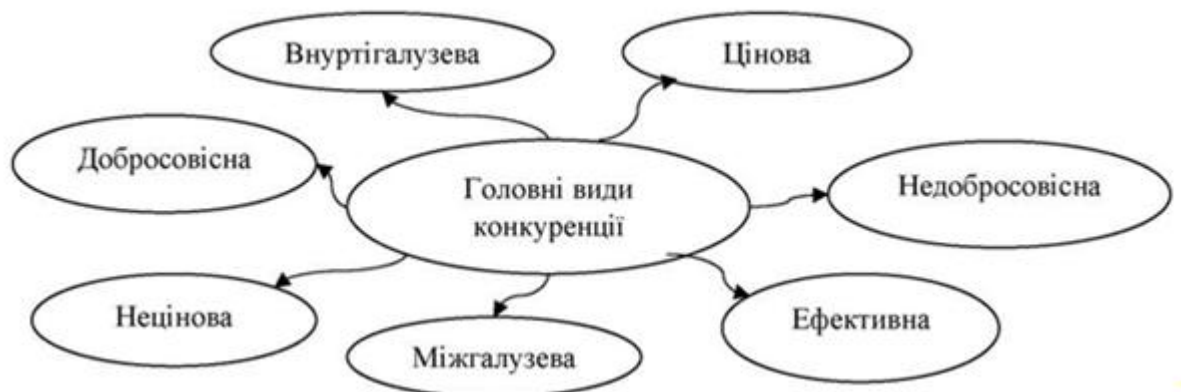 Внуртігалузева
Цінова
Добросовісна
Головні види
конкуренції
Недобросовісна
Нецінова
Міжгалузева
Ефективна